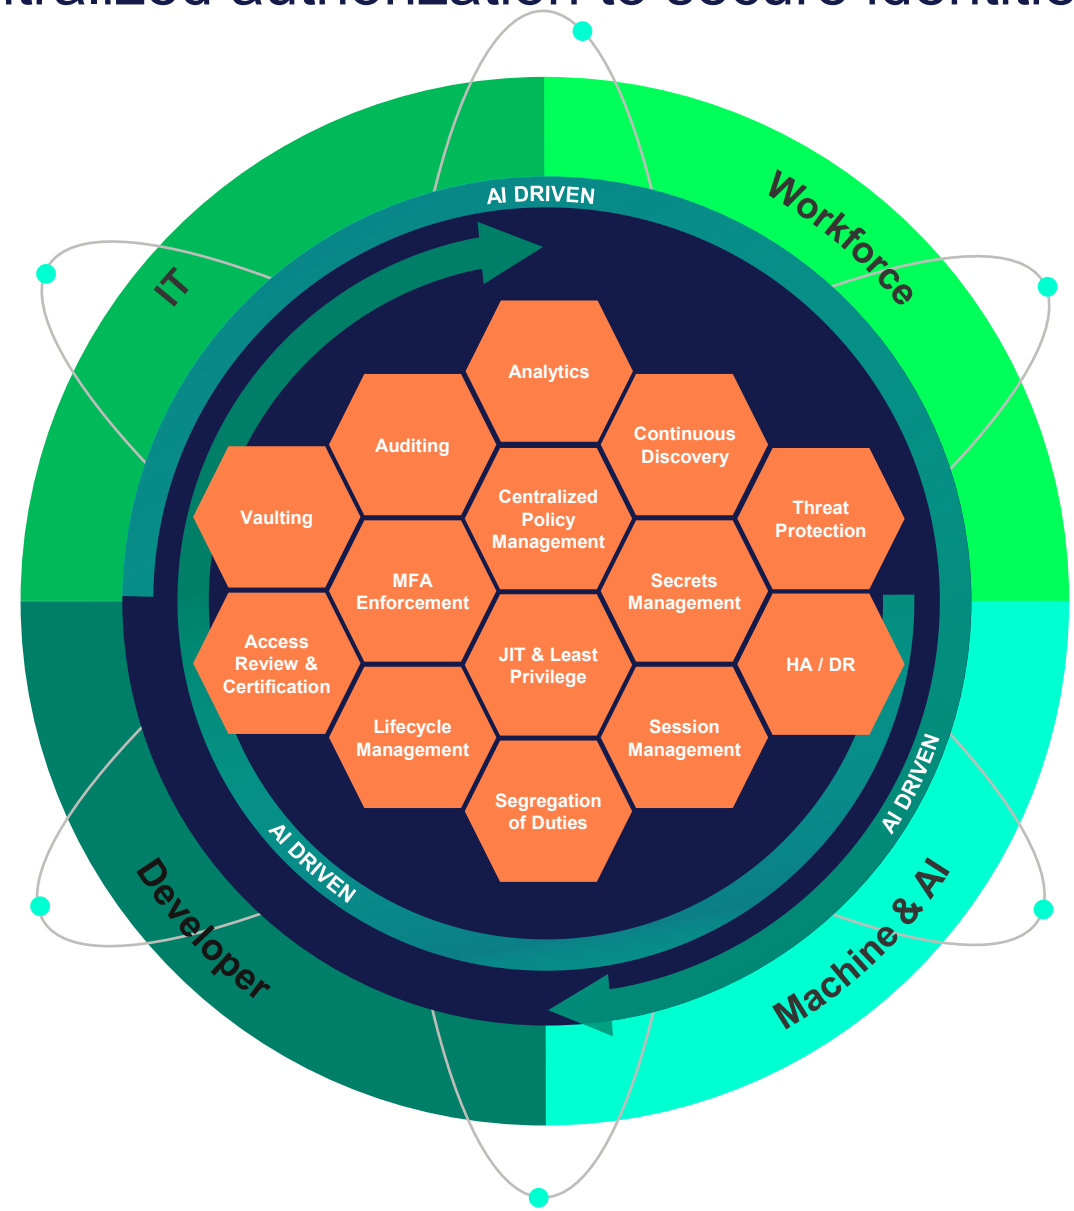 AI DRIVEN
Workforce
IT
Analytics
Auditing
Continuous
Discovery
Vaulting
Centralized
Policy
Management
Threat
Protection
MFA
Enforcement
Secrets
Management
Access
Review &
Certification
JIT & Least
Privilege
HA / DR
Lifecycle
Management
Session
Management
Segregation
of Duties
AI DRIVEN
AI DRIVEN
Developer
Machine & AI